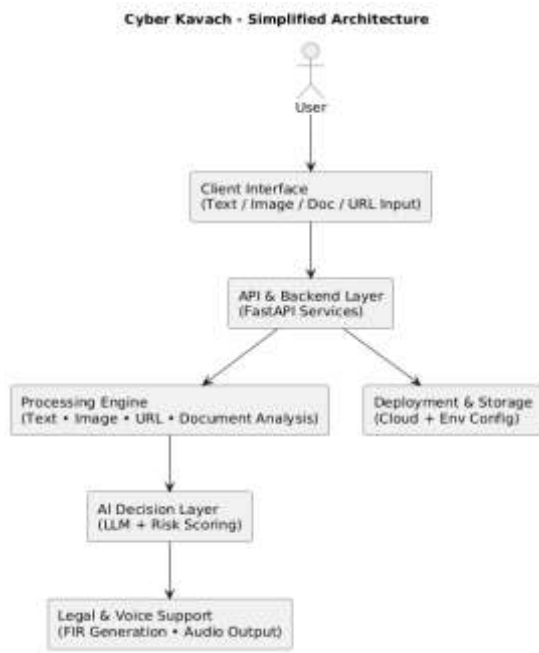 Cyber Kavach - Simplified Architecture
User
Client Interface
(Text / Image / Doc / URL Input)
API & Backend Layer
(FastAPI Services)
Processing Engine
(Text • Image • URL • Document Analysis)
Deployment & Storage
(Cloud + Env Config)
AI Decision Layer
(LLM + Risk Scoring)
Legal & Voice Support
(FIR Generation • Audio Output)